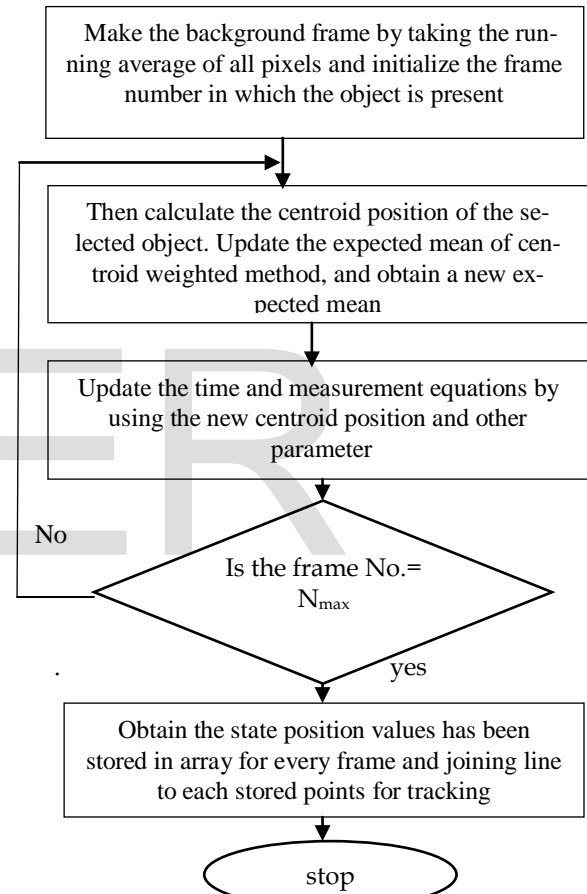 Make the background frame by taking the run-
ning average of all pixels and initialize the frame
number in which the object is present
Then calculate the centroid position of the se-
lected object. Update the expected mean of cen-
troid weighted method, and obtain a new ex-
pected mean
Update the time and measurement equations by
using the new centroid position and other
parameter
No
Is the frame No.=
Nmax
.
yes
Obtain the state position values has been
stored in array for every frame and joining line
to each stored points for tracking
stop
ER